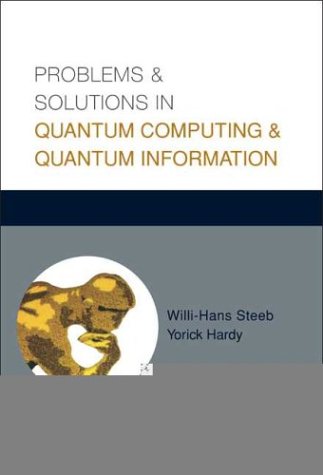 PROBLEMS &
SOLUTIONS IN
QUANTUM COMPUTING &
QUANTUM INFORMATION
Willi-Hans Steeb
Yorick Hardy